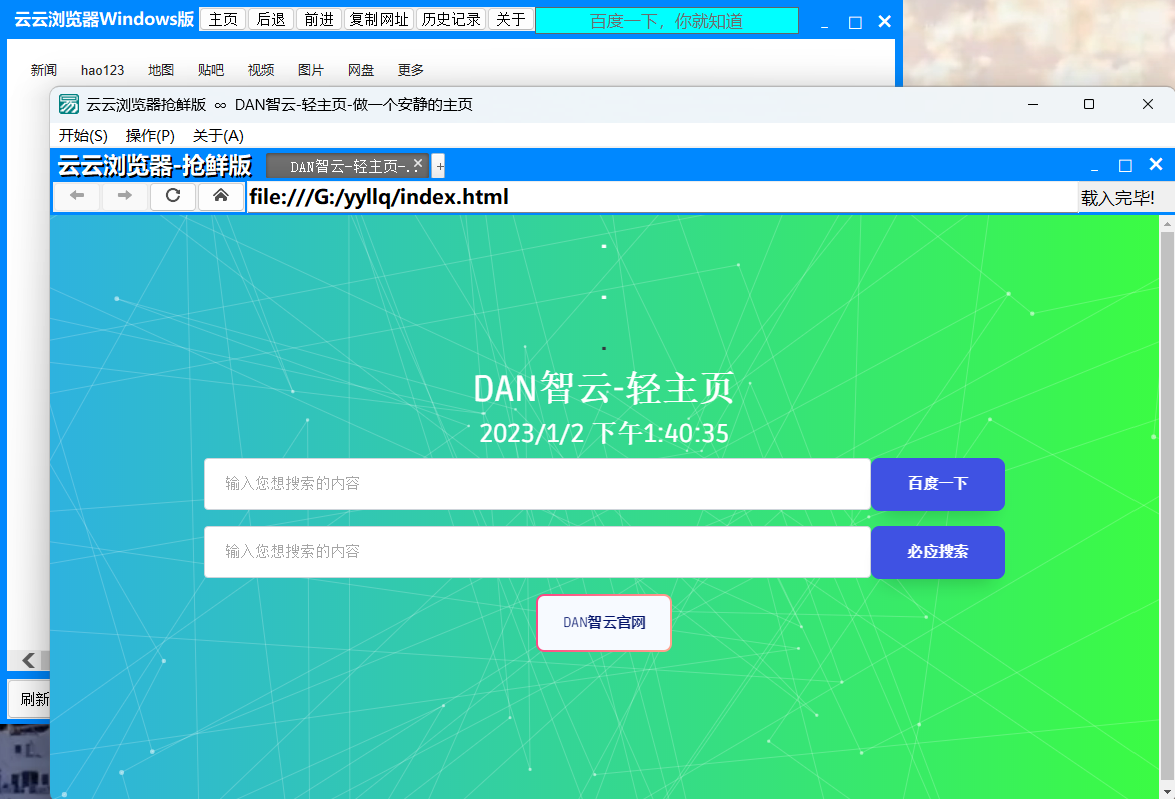 云云浏览器Windows版 主页 后退 前进 复制网址 历史记录 关于 百度一下，你就知道
新闻 hao123 地图 贴吧 视频 图片 网盘 更多
云云浏览器抢鲜版 ∞ DAN智云-轻主页-做一个安静的主页
开始(S) 操作(P) 关于(A)
云云浏览器-抢鲜版 DAN智云-轻主页-.:
file:///G:/yyllq/index.html 载入完毕!
DAN智云-轻主页
2023/1/2 下午1:40:35
输入您想搜索的内容 百度一下
输入您想搜索的内容 必应搜索
DAN智云官网
刷新